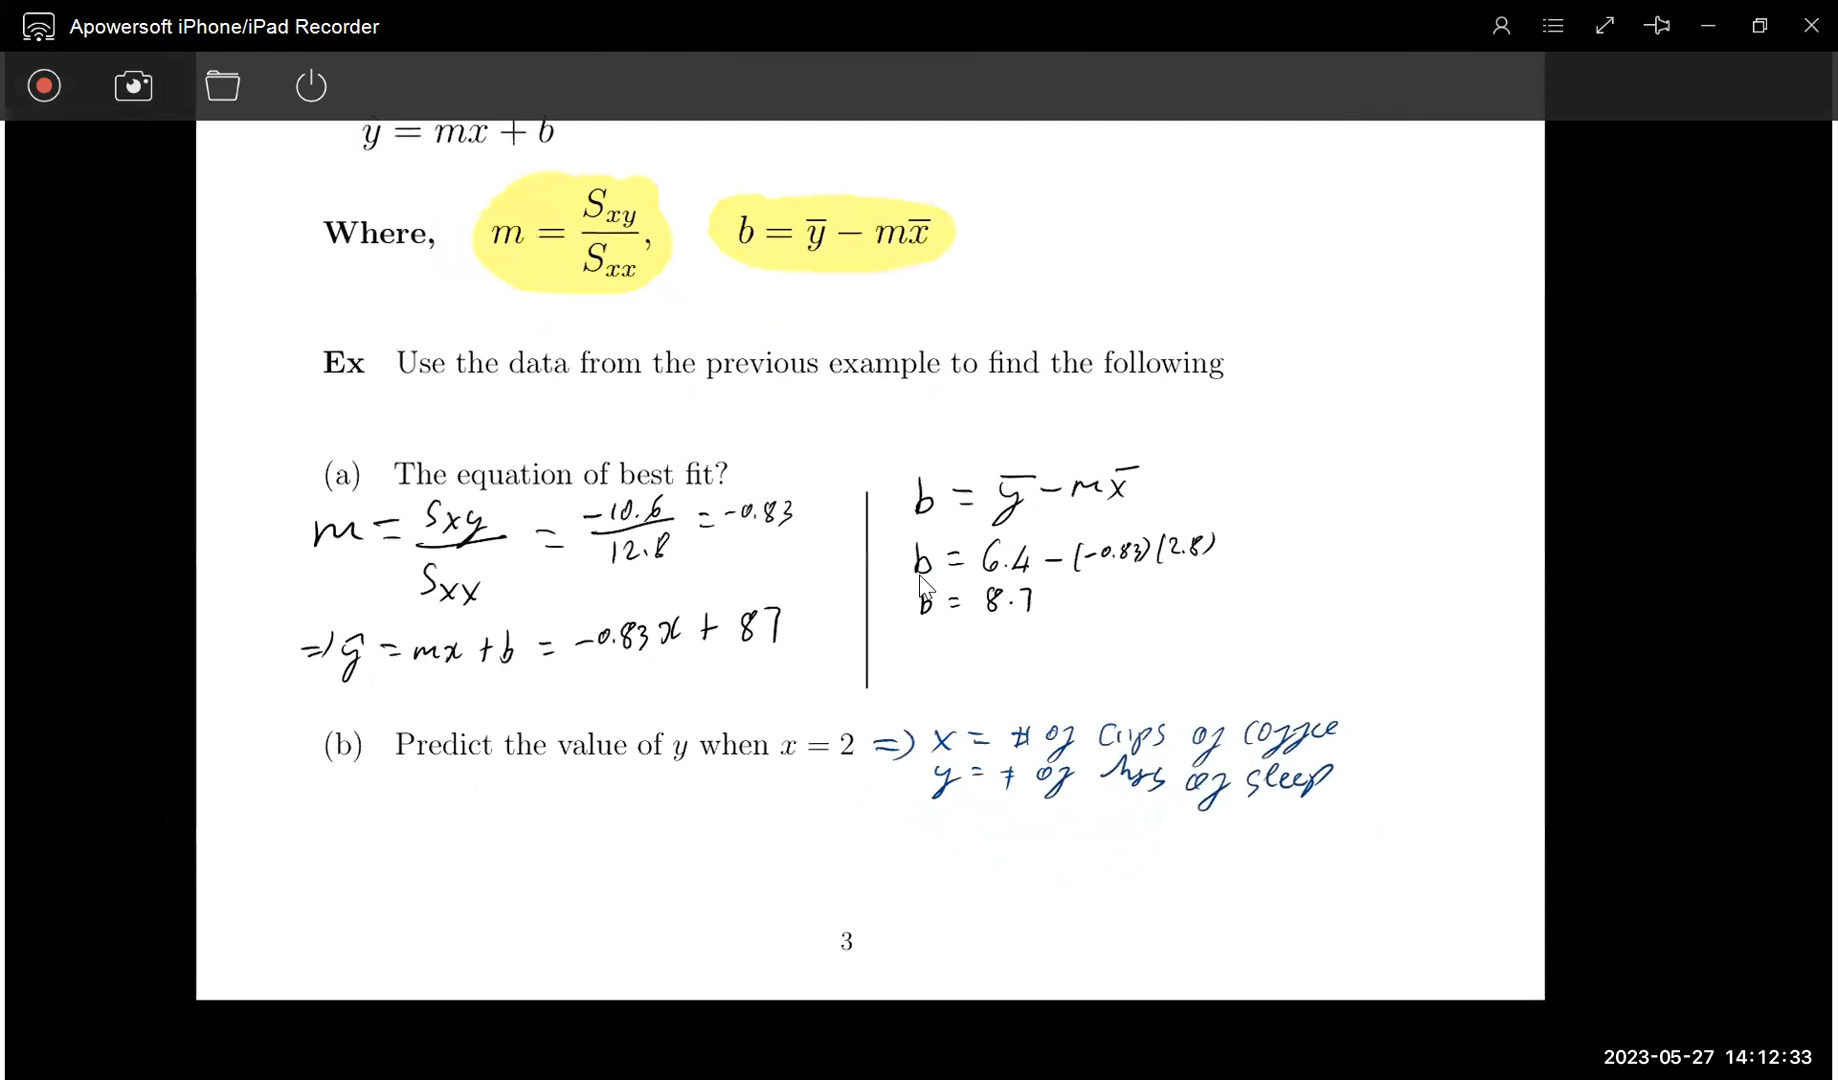 Apowersoft iPhone/iPad Recorder
ŷ = mx + b
Where, m = Sxy / Sxx, b = y̅ − mx̅
Ex Use the data from the previous example to find the following
(a) The equation of best fit?
m = Sxy / Sxx = -10.6 / 12.8 = -0.83
⇒ ŷ = mx + b = -0.83x + 87
b = y̅ - mx̅
b = 6.4 - (-0.83)(2.8)
b = 8.7
(b) Predict the value of y when x = 2 ⇒ x = # of cups of coffee
y = # of hrs of sleep
3
2023-05-27 14:12:33